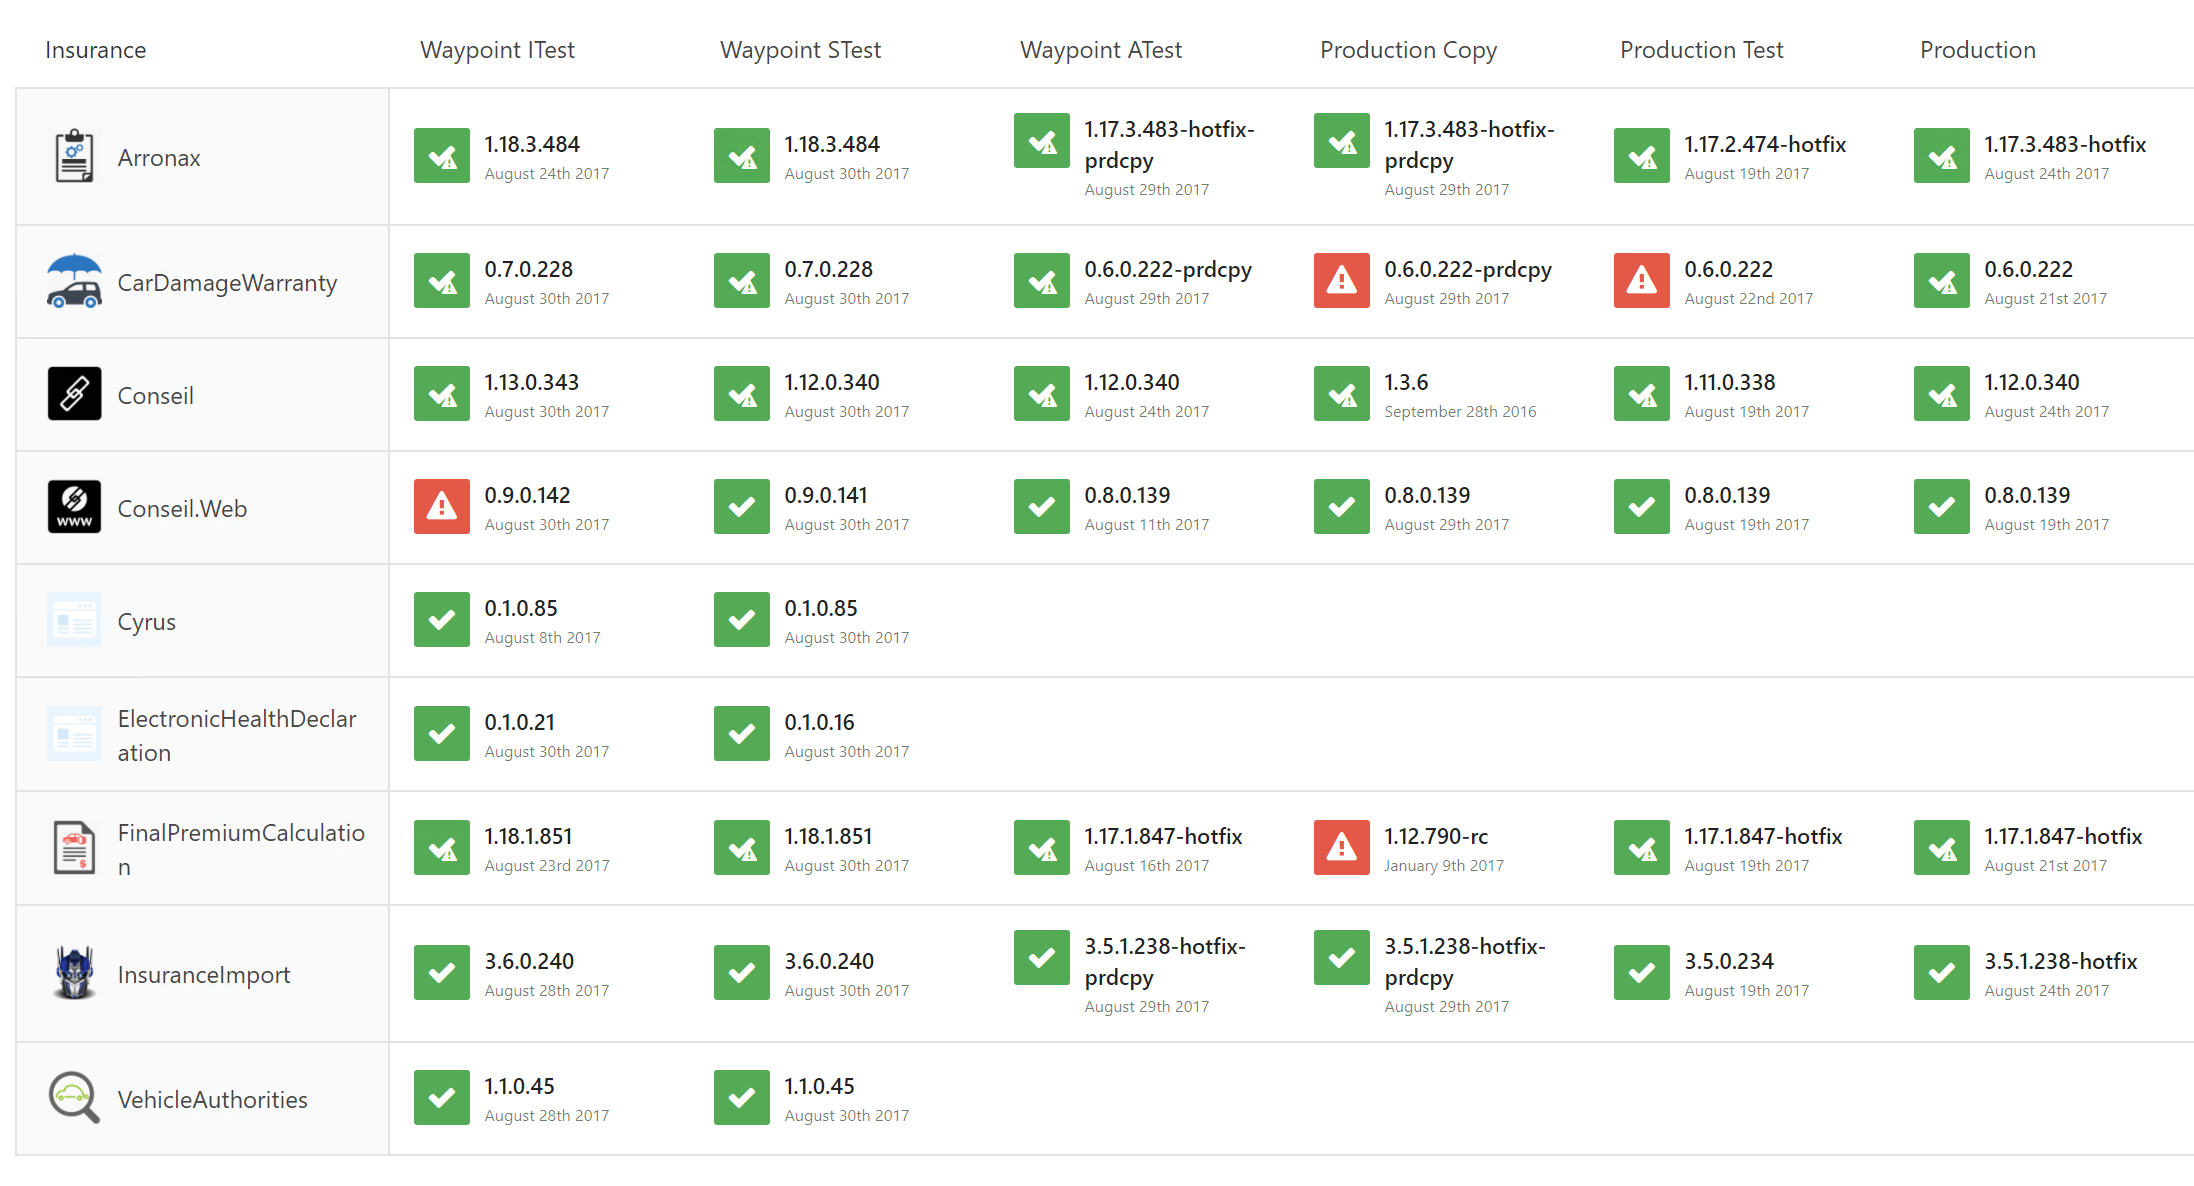 Insurance Waypoint ITest Waypoint STest Waypoint ATest Production Copy Production Test Production
Arronax
1.18.3.484
August 24th 2017
1.18.3.484
August 30th 2017
1.17.3.483-hotfix-
prdcpy
August 29th 2017
1.17.3.483-hotfix-
prdcpy
August 29th 2017
1.17.2.474-hotfix
August 19th 2017
1.17.3.483-hotfix
August 24th 2017
CarDamageWarranty
0.7.0.228
August 30th 2017
0.7.0.228
August 30th 2017
0.6.0.222-prdcpy
August 29th 2017
0.6.0.222-prdcpy
August 29th 2017
0.6.0.222
August 22nd 2017
0.6.0.222
August 21st 2017
Conseil
1.13.0.343
August 30th 2017
1.12.0.340
August 30th 2017
1.12.0.340
August 24th 2017
1.3.6
September 28th 2016
1.11.0.338
August 19th 2017
1.12.0.340
August 24th 2017
www
Conseil.Web
0.9.0.142
August 30th 2017
0.9.0.141
August 30th 2017
0.8.0.139
August 11th 2017
0.8.0.139
August 29th 2017
0.8.0.139
August 19th 2017
0.8.0.139
August 19th 2017
Cyrus
0.1.0.85
August 8th 2017
0.1.0.85
August 30th 2017
ElectronicHealthDeclar
ation
0.1.0.21
August 30th 2017
0.1.0.16
August 30th 2017
FinalPremiumCalculatio
n
1.18.1.851
August 23rd 2017
1.18.1.851
August 30th 2017
1.17.1.847-hotfix
August 16th 2017
1.12.790-rc
January 9th 2017
1.17.1.847-hotfix
August 19th 2017
1.17.1.847-hotfix
August 21st 2017
InsuranceImport
3.6.0.240
August 28th 2017
3.6.0.240
August 30th 2017
3.5.1.238-hotfix-
prdcpy
August 29th 2017
3.5.1.238-hotfix-
prdcpy
August 29th 2017
3.5.0.234
August 19th 2017
3.5.1.238-hotfix
August 24th 2017
VehicleAuthorities
1.1.0.45
August 28th 2017
1.1.0.45
August 30th 2017